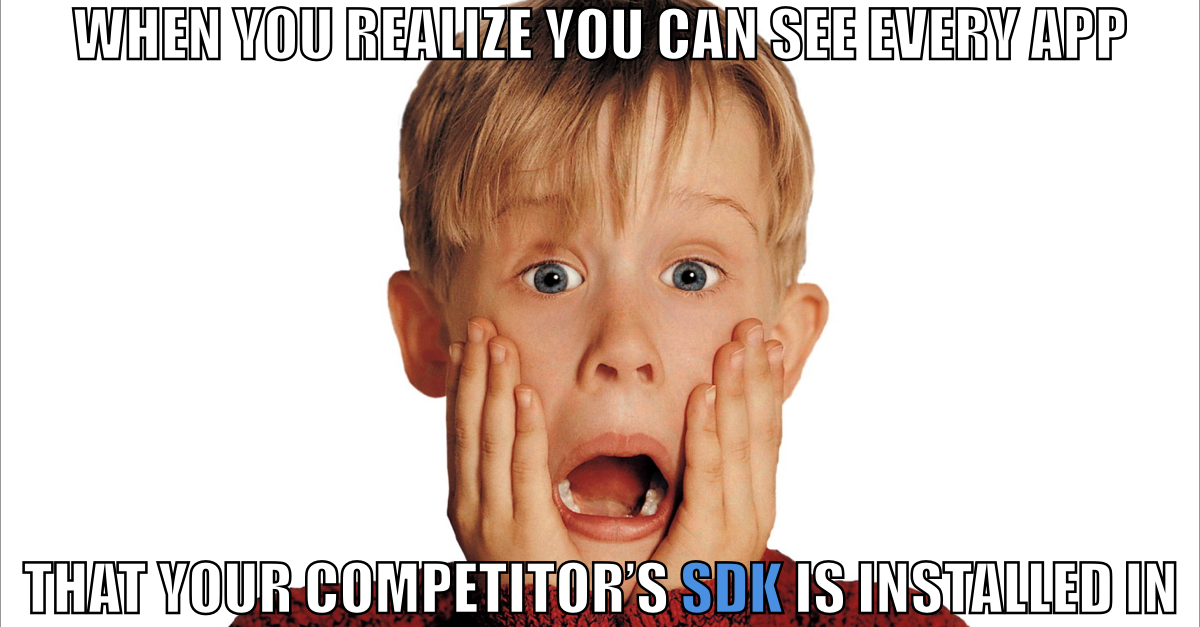 WHEN YOU REALIZE YOU CAN SEE EVERY APP
THAT YOUR COMPETITOR'S SDK IS INSTALLED IN